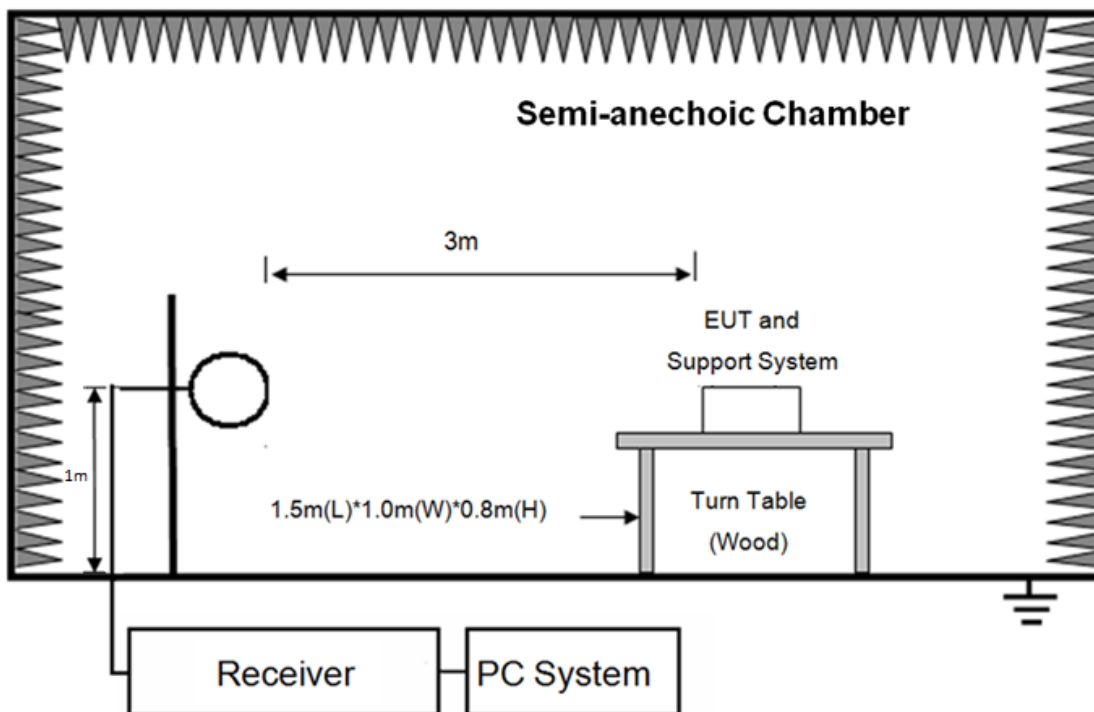 Semi-anechoic Chamber
3m
EUT and
Support System
1m
1.5m(L)*1.0m(W)*0.8m(H)
Turn Table
(Wood)
Receiver
PC System